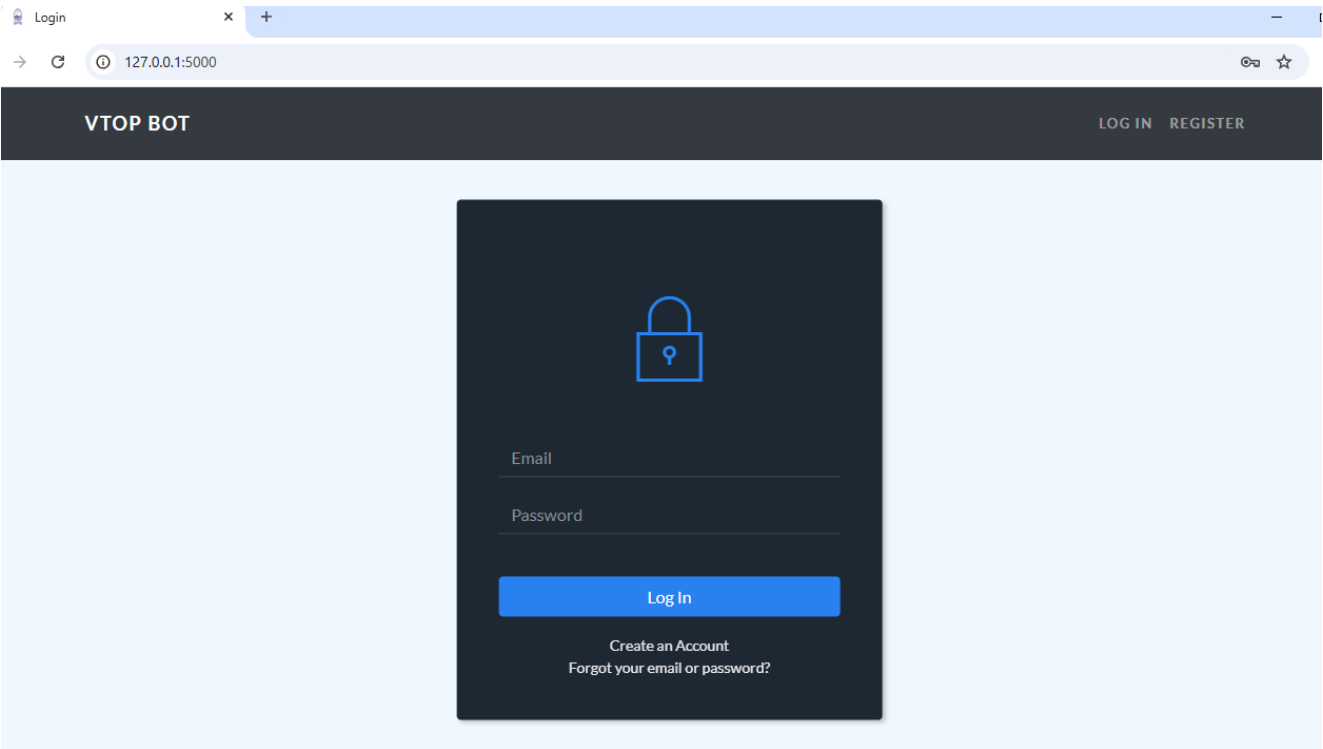 Login
127.0.0.1:5000
VTOP BOT
LOG IN REGISTER
Email
Password
Log In
Create an Account
Forgot your email or password?